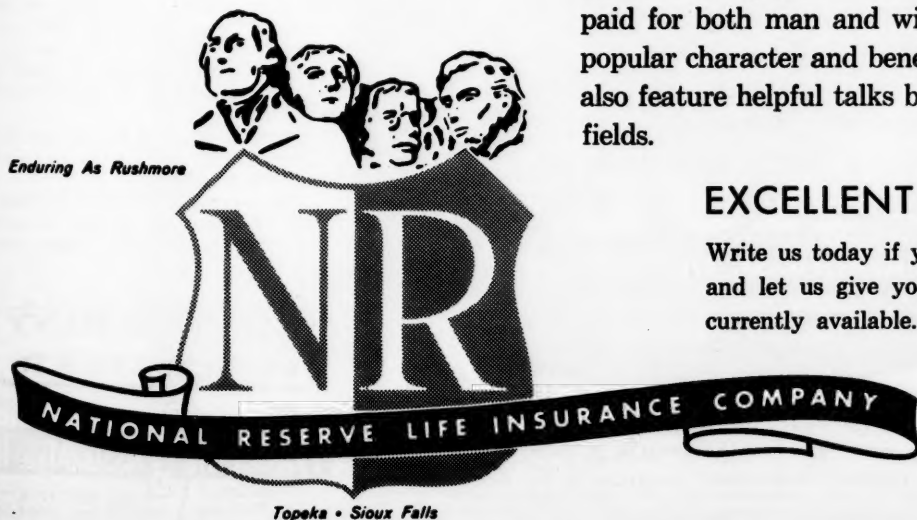 paid for both man and wi
popular character and bene
also feature helpful talks b
fields.
Enduring As Rushmore
EXCELLENT
Write us today if y
and let us give yo
currently available.
NR
NATIONAL RESERVE LIFE INSURANCE COMPANY
Topeka • Sioux Falls